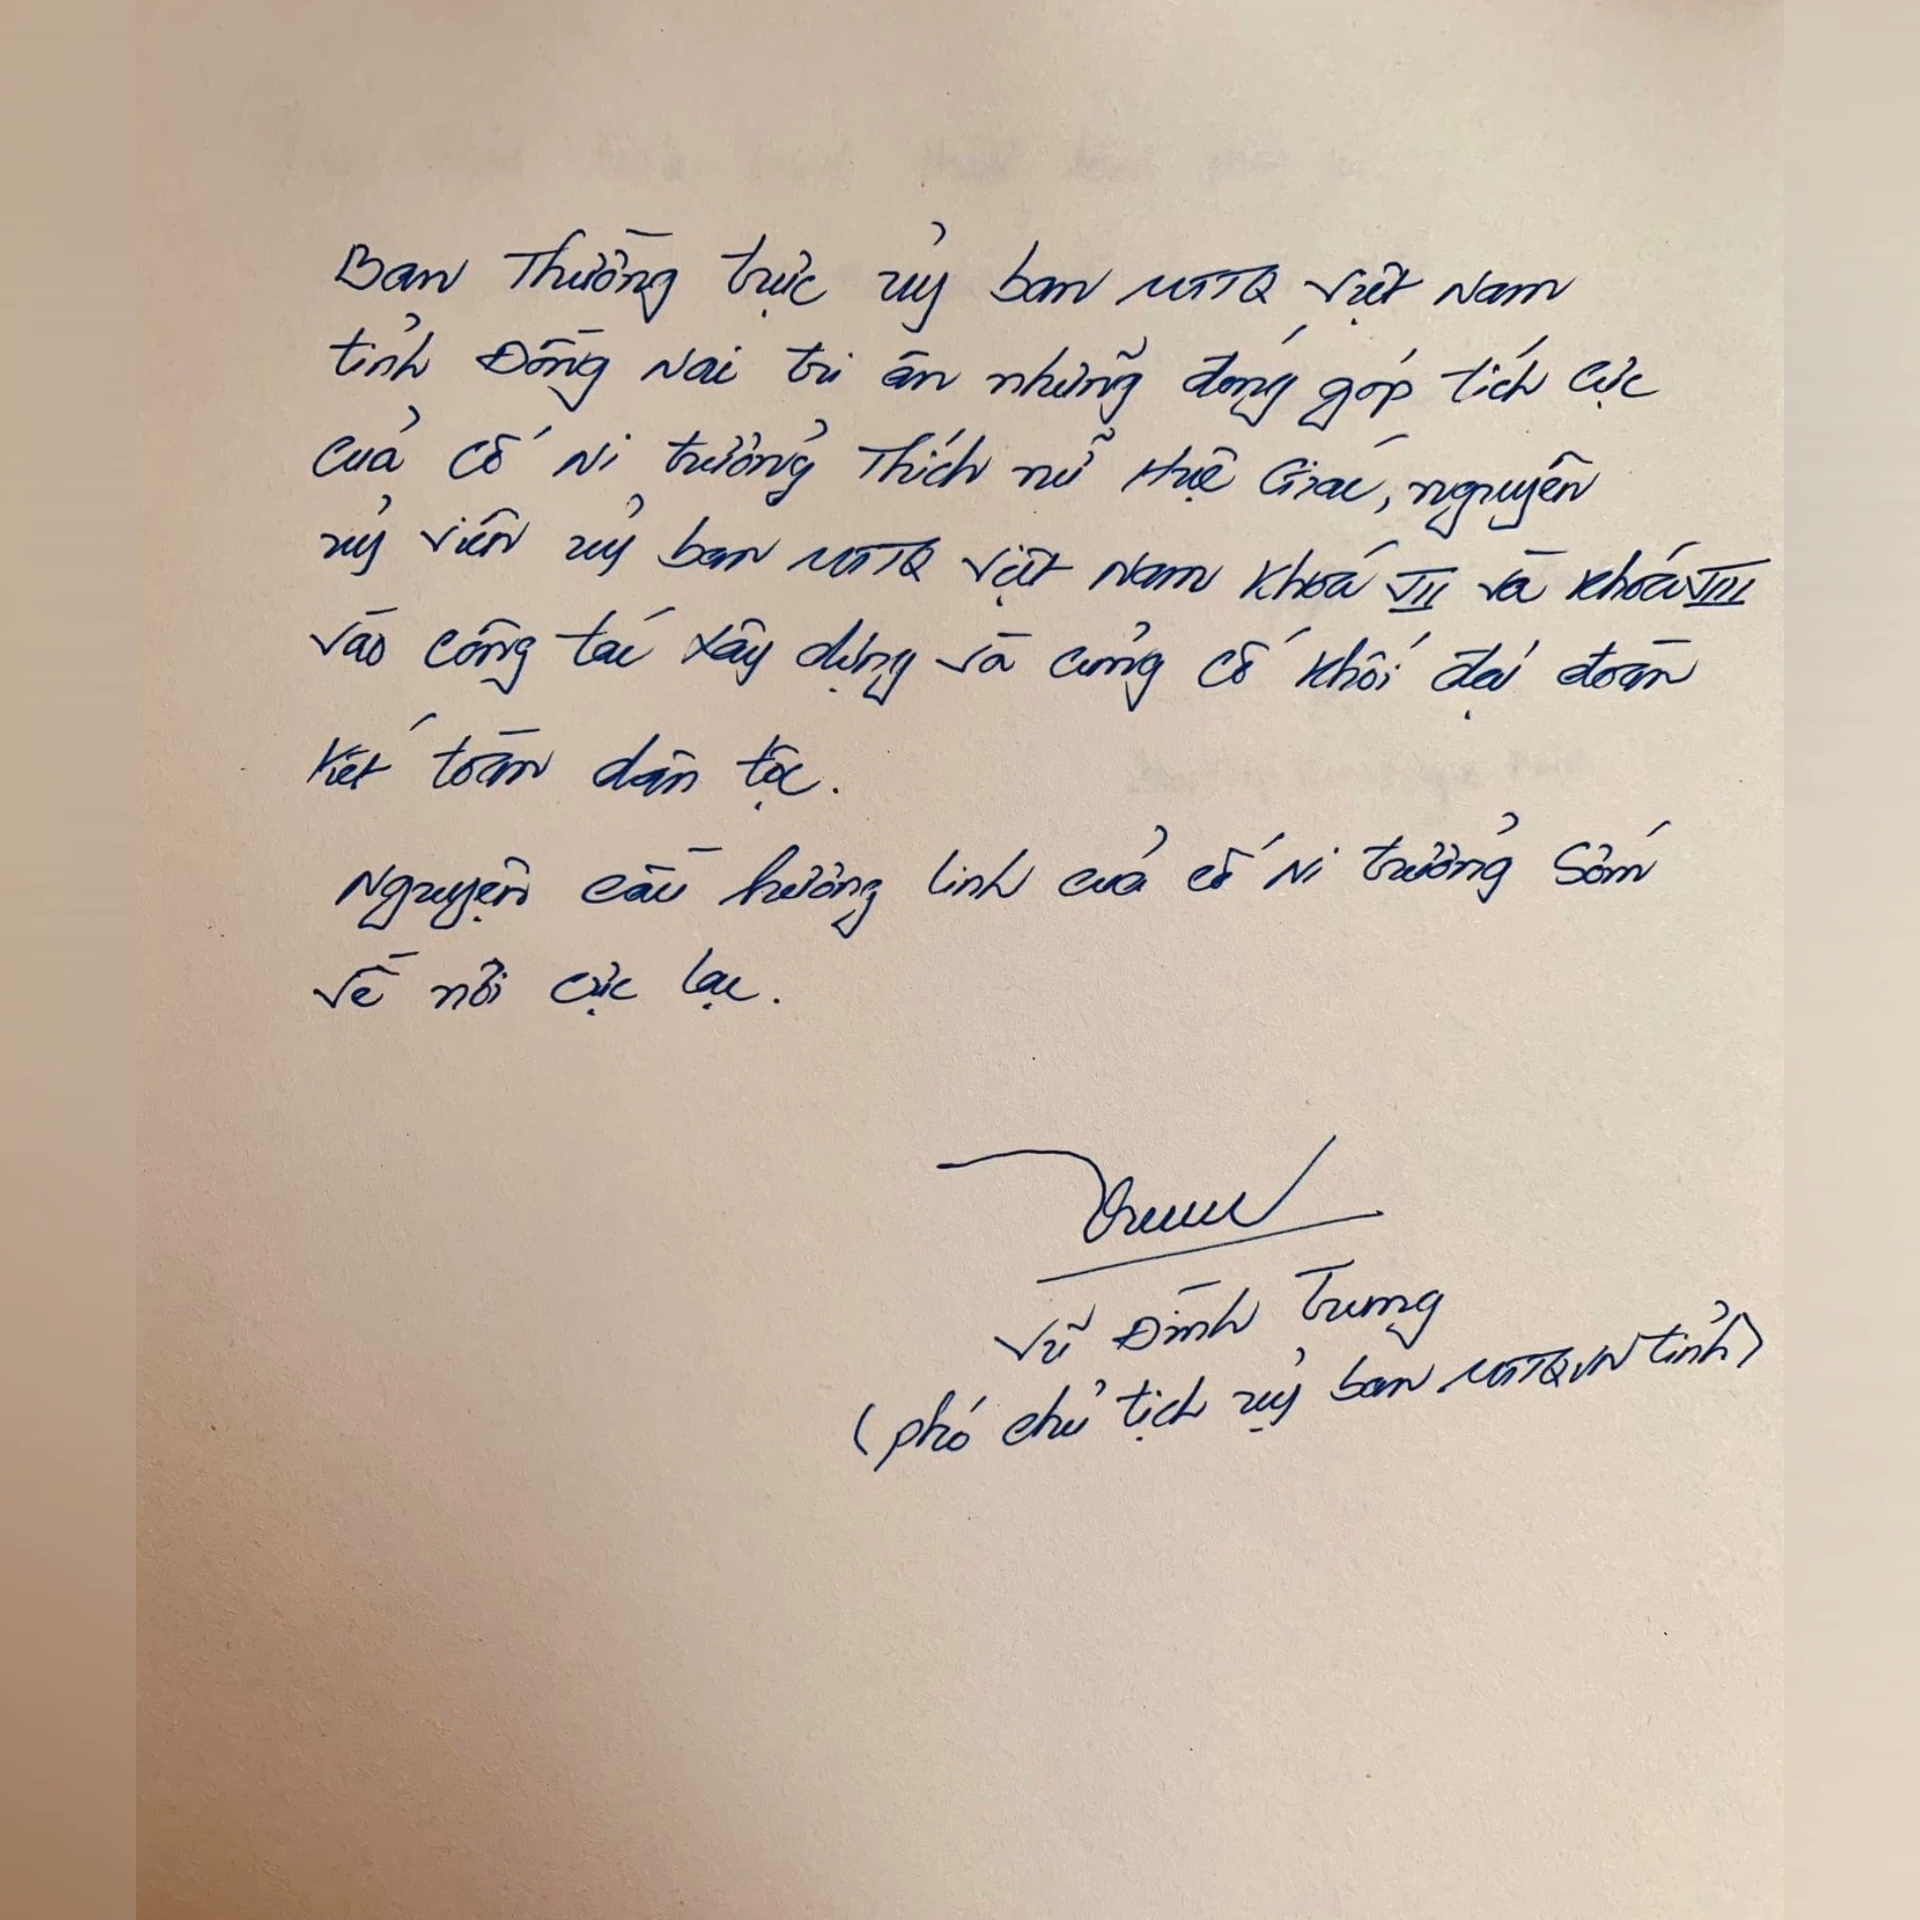 Ban Thường trực ủy ban MTTQ Việt Nam
tỉnh Đồng Nai tri ân những đóng góp tích cực
của cố Ni trưởng Thích nữ Huệ Giác, nguyên
ủy viên ủy ban MTTQ Việt Nam khoá VII và khoá VIII
vào công tác xây dựng và củng cố khối đại đoàn
kết toàn dân tộc.
Nguyện cầu hương linh của cố Ni trưởng Sớm
về nơi cực lạc.
Vũ Đình Trung
(phó chủ tịch ủy ban MTTQVN tỉnh)